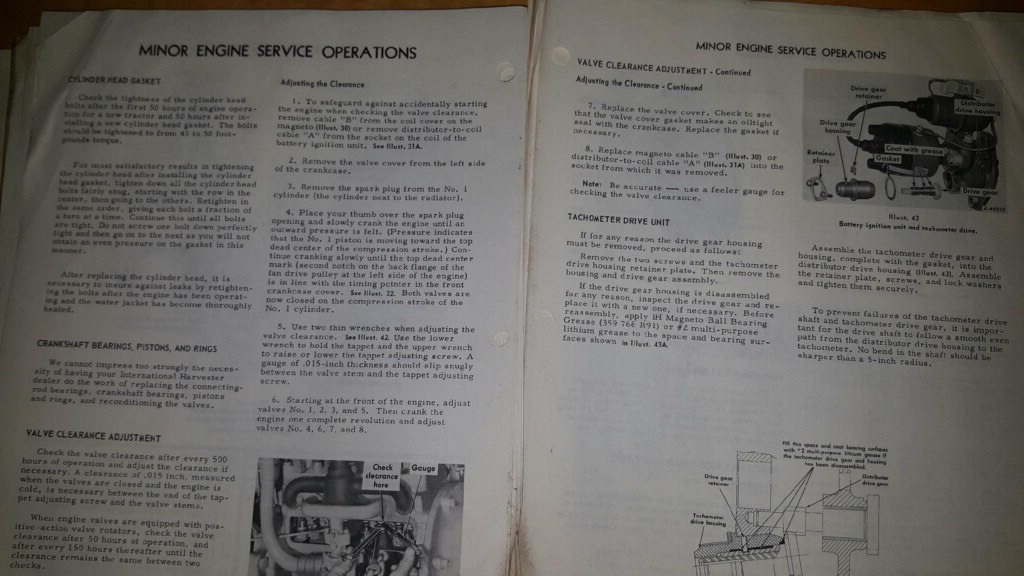 MINOR ENGINE SERVICE OPERATIONS
CYLINDER HEAD GASKET
Check the tightness of the cylinder head
bolts after the first 50 hours of engine opera-
tion for a new tractor and 50 hours after in-
stalling a new cylinder head gasket. The bolts
should be tightened to from 45 to 50 foot-
pounds torque.
For most satisfactory results in tightening
the cylinder head after installing the cylinder
head gasket, tighten down all the cylinder head
bolts fairly snug, starting with the row in the
center, then going to the others. Retighten in
the same order, giving each bolt a fraction of
a turn at a time. Continue this until all bolts
are tight. Do not screw one bolt down perfectly
tight and then go on to the next as you will not
obtain an even pressure on the gasket in this
manner.
After replacing the cylinder head, it is
necessary to insure against leaks by retighten-
ing the bolts after the engine has been operat-
ing and the water jacket has become thoroughly
heated.
CRANKSHAFT BEARINGS, PISTONS, AND RINGS
We cannot impress too strongly the neces-
sity of having your International Harvester
dealer do the work of replacing the connecting-
rod bearings, crankshaft bearings, pistons
and rings, and reconditioning the valves.
VALVE CLEARANCE ADJUSTMENT
Check the valve clearance after every 500
hours of operation and adjust the clearance if
necessary. A clearance of .015 inch, measured
when the valves are closed and the engine is
cold, is necessary between the end of the tap-
pet adjusting screw and the valve stems.
When engine valves are equipped with pos-
itive-action valve rotators, check the valve
clearance after 50 hours of operation, and
after every 150 hours thereafter until the
clearance remains the same between two
checks.
Adjusting the Clearance
1. To safeguard against accidentally starting
the engine when checking the valve clearance,
remove cable "B" from the coil cover on the
magneto (Illust. 30) or remove distributor-to-coil
cable "A" from the socket on the coil of the
battery ignition unit. See Illust. 31A.
2. Remove the valve cover from the left side
of the crankcase.
3. Remove the spark plug from the No. 1
cylinder (the cylinder next to the radiator).
4. Place your thumb over the spark plug
opening and slowly crank the engine until an
outward pressure is felt. (Pressure indicates
that the No. 1 piston is moving toward the top
dead center of the compression stroke.) Con-
tinue cranking slowly until the top dead center
mark (second notch on the back flange of the
fan drive pulley at the left side of the engine)
is in line with the timing pointer in the front
crankcase cover. See Illust. 32. Both valves are
now closed on the compression stroke of the
No. 1 cylinder.
5. Use two thin wrenches when adjusting the
valve clearance. See Illust. 42. Use the lower
wrench to hold the tappet and the upper wrench
to raise or lower the tappet adjusting screw. A
gauge of .015-inch thickness should slip snugly
between the valve stem and the tappet adjusting
screw.
6. Starting at the front of the engine, adjust
valves No. 1, 2, 3, and 5. Then crank the
engine one complete revolution and adjust
valves No. 4, 6, 7, and 8.
Check
clearance
here
Gauge
MINOR ENGINE SERVICE OPERATIONS
VALVE CLEARANCE ADJUSTMENT - Continued
Adjusting the Clearance - Continued
7. Replace the valve cover. Check to see
that the valve cover gasket makes an oiltight
seal with the crankcase. Replace the gasket if
necessary.
8. Replace magneto cable "B" (Illust. 30) or
distributor-to-coil cable "A" (Illust. 31A) into the
socket from which it was removed.
Note: Be accurate — use a feeler gauge for
checking the valve clearance.
TACHOMETER DRIVE UNIT
If for any reason the drive gear housing
must be removed, proceed as follows:
Remove the two screws and the tachometer
drive housing retainer plate. Then remove the
housing and drive gear assembly.
If the drive gear housing is disassembled
for any reason, inspect the drive gear and re-
place it with a new one, if necessary. Before
reassembly, apply IH Magneto Ball Bearing
Grease (359 766 R91) or #2 multi-purpose
lithium grease to the space and bearing sur-
faces shown in Illust. 43A.
Drive gear
retainer
Distributor
drive housing
Drive gear
housing
Coat with grease
Retainer
plate
Gasket
Drive gear
Illust. 43
Battery ignition unit and tachometer drive.
Assemble the tachometer drive gear and
housing, complete with the gasket, into the
distributor drive housing (Illust. 43). Assemble
the retainer plate, screws, and lock washers
and tighten them securely.
To prevent failures of the tachometer drive
shaft and tachometer drive gear, it is impor-
tant for the drive shaft to follow a smooth even
path from the distributor drive housing to the
tachometer. No bend in the shaft should be
sharper than a 5-inch radius.
Fill this space and coat bearing surfaces
with #2 multi-purpose lithium grease if
the tachometer drive gear and housing
has been disassembled.
Drive gear
retainer
Distributor
drive gear
Tachometer
drive housing